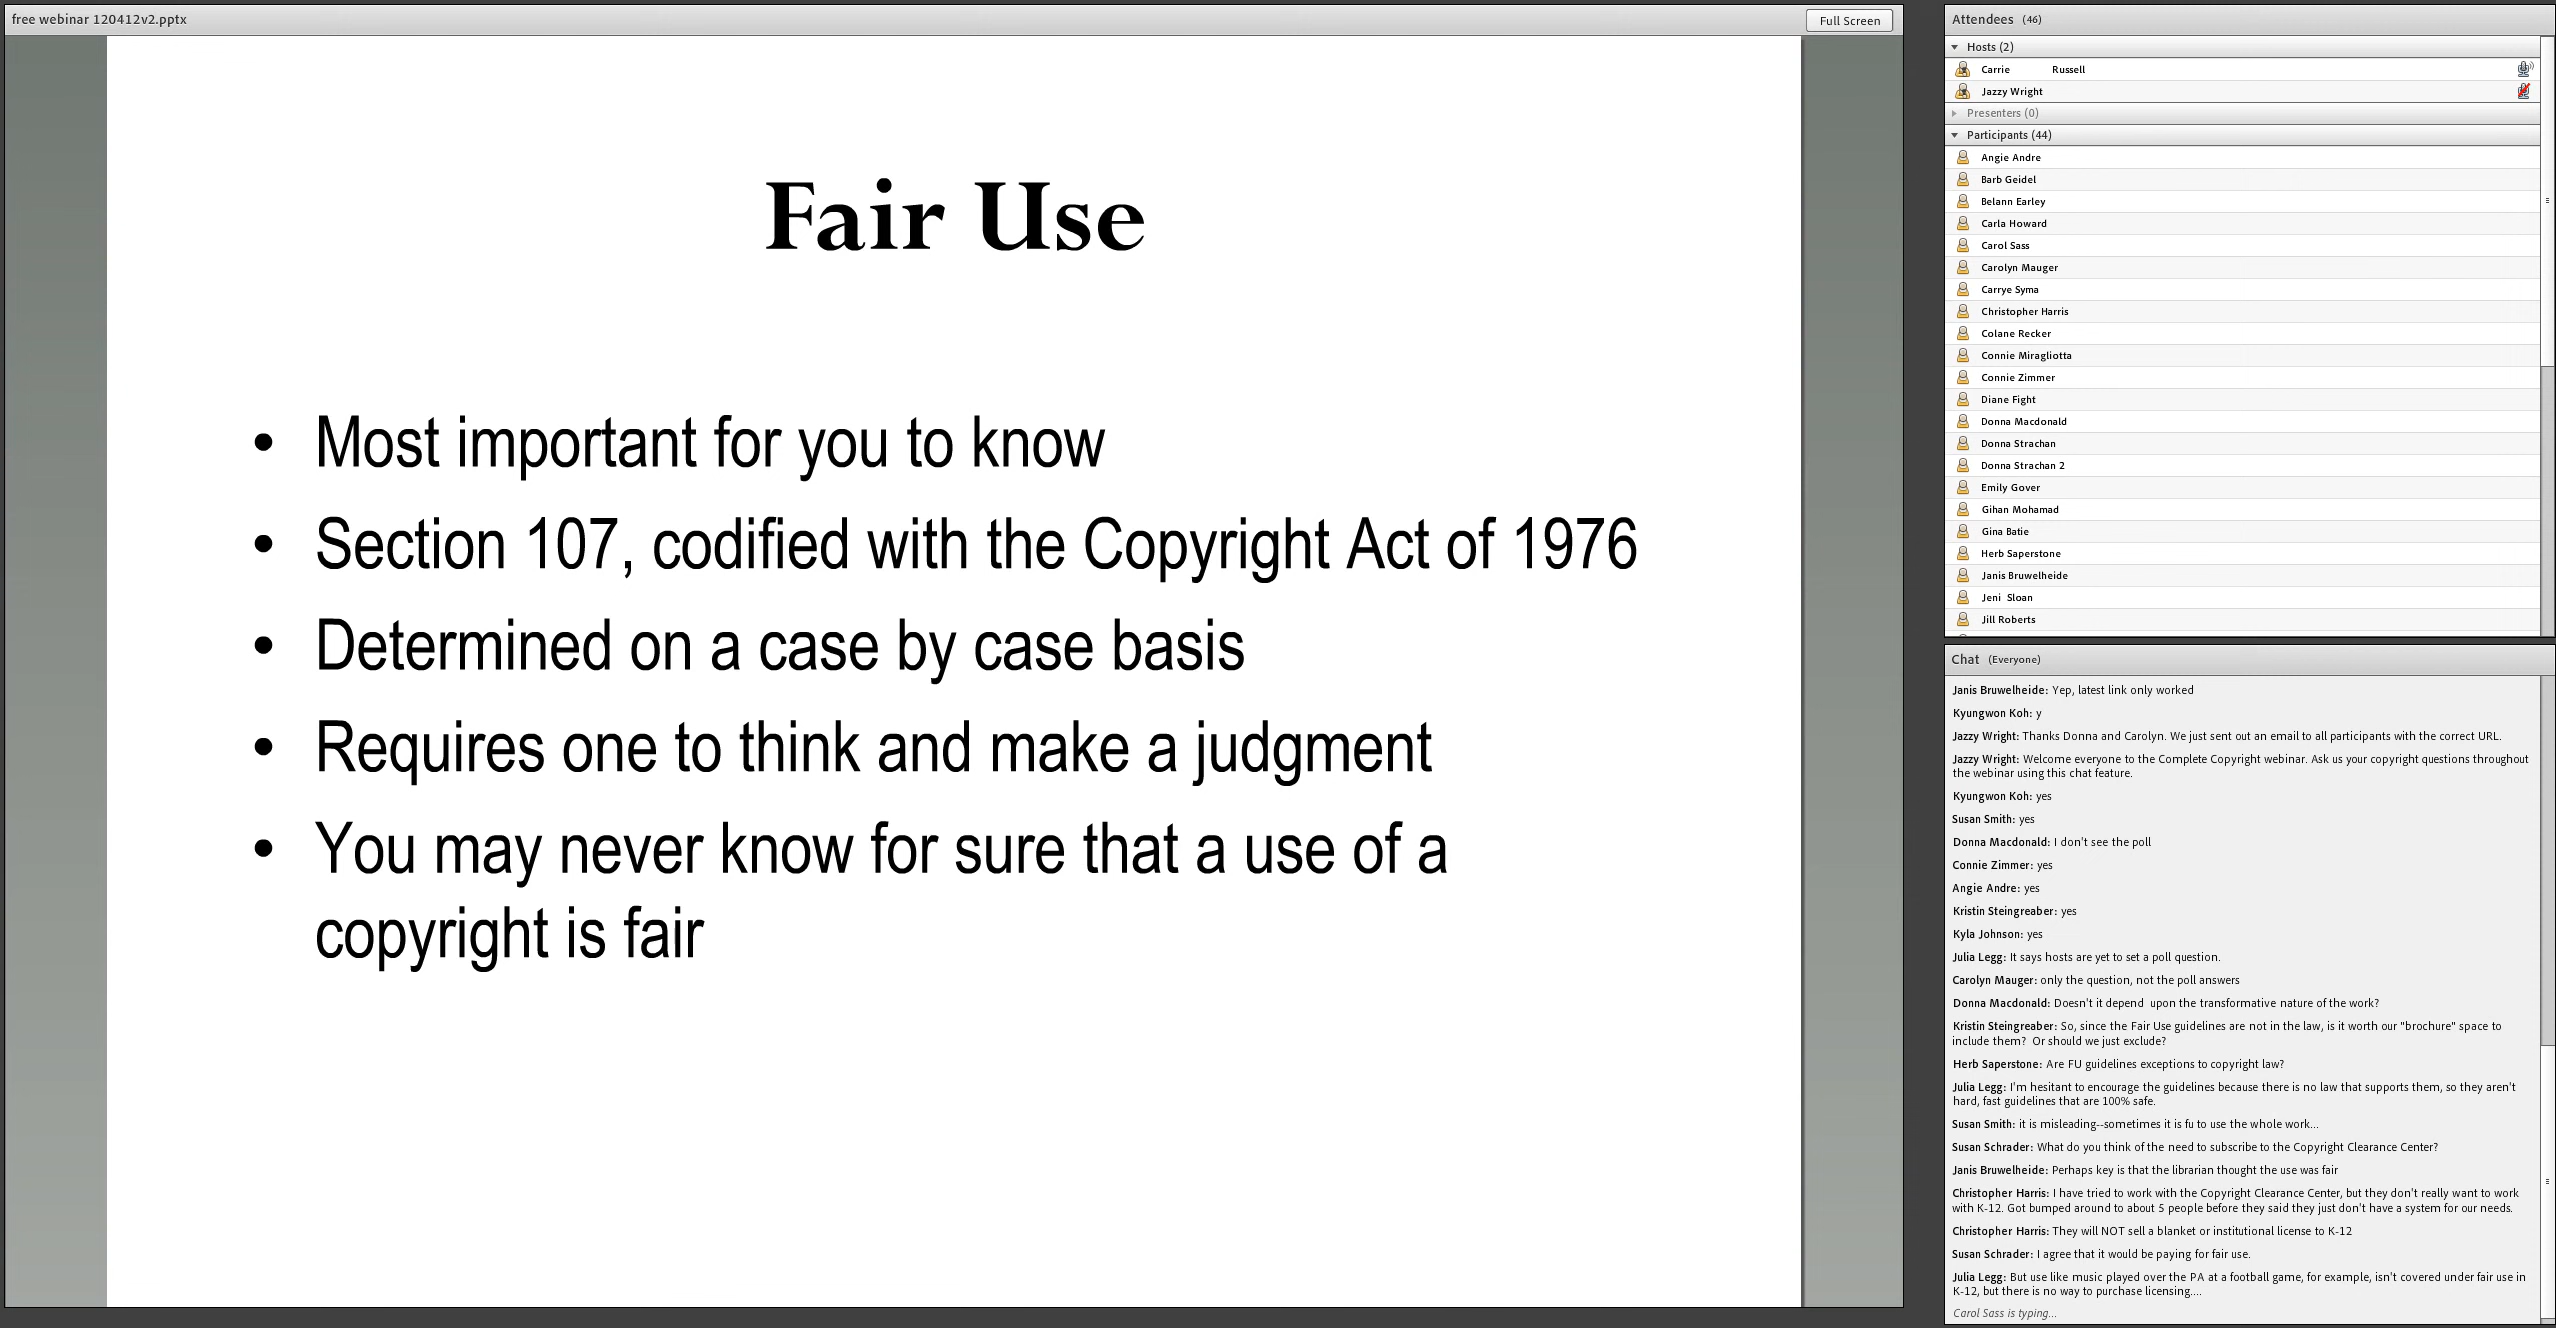 free webinar 120412v2.pptx
Full Screen
Fair Use
• Most important for you to know
• Section 107, codified with the Copyright Act of 1976
• Determined on a case by case basis
• Requires one to think and make a judgment
• You may never know for sure that a use of a
copyright is fair
Attendees (46)
Hosts (2)
Carrie Russell
Jazzy Wright
Presenters (0)
Participants (44)
Angie Andre
Barb Geidel
Belann Earley
Carla Howard
Carol Sass
Carolyn Mauger
Carrye Syma
Christopher Harris
Colane Recker
Connie Miragliotta
Connie Zimmer
Diane Fight
Donna Macdonald
Donna Strachan
Donna Strachan 2
Emily Gover
Gihan Mohamad
Gina Batie
Herb Saperstone
Janis Bruwelheide
Jeni Sloan
Jill Roberts
Chat (Everyone)
Janis Bruwelheide: Yep, latest link only worked
Kyungwon Koh: y
Jazzy Wright: Thanks Donna and Carolyn. We just sent out an email to all participants with the correct URL.
Jazzy Wright: Welcome everyone to the Complete Copyright webinar. Ask us your copyright questions throughout
the webinar using this chat feature.
Kyungwon Koh: yes
Susan Smith: yes
Donna Macdonald: I don't see the poll
Connie Zimmer: yes
Angie Andre: yes
Kristin Steingreaber: yes
Kyla Johnson: yes
Julia Legg: It says hosts are yet to set a poll question.
Carolyn Mauger: only the question, not the poll answers
Donna Macdonald: Doesn't it depend upon the transformative nature of the work?
Kristin Steingreaber: So, since the Fair Use guidelines are not in the law, is it worth our "brochure" space to
include them? Or should we just exclude?
Herb Saperstone: Are FU guidelines exceptions to copyright law?
Julia Legg: I'm hesitant to encourage the guidelines because there is no law that supports them, so they aren't
hard, fast guidelines that are 100% safe.
Susan Smith: it is misleading--sometimes it is fu to use the whole work...
Susan Schrader: What do you think of the need to subscribe to the Copyright Clearance Center?
Janis Bruwelheide: Perhaps key is that the librarian thought the use was fair
Christopher Harris: I have tried to work with the Copyright Clearance Center, but they don't really want to work
with K-12. Got bumped around to about 5 people before they said they just don't have a system for our needs.
Christopher Harris: They will NOT sell a blanket or institutional license to K-12
Susan Schrader: I agree that it would be paying for fair use.
Julia Legg: But use like music played over the PA at a football game, for example, isn't covered under fair use in
K-12, but there is no way to purchase licensing....
Carol Sass is typing...